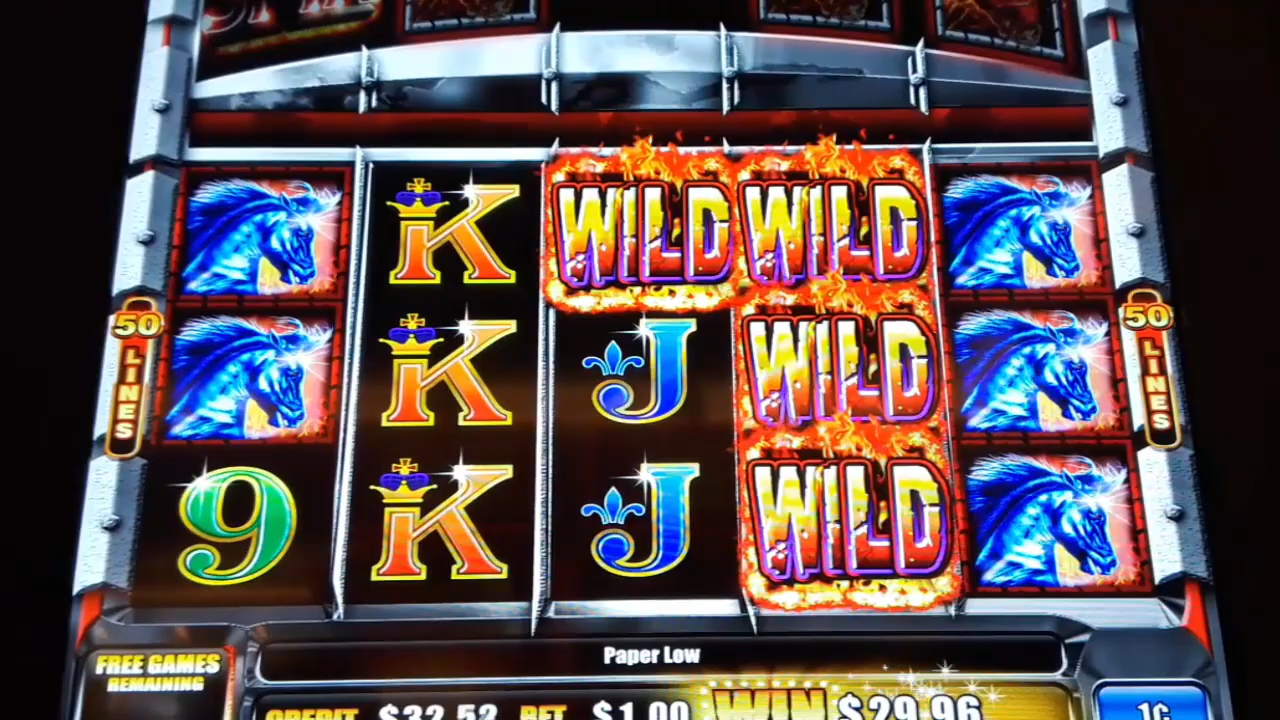 K WILD WILD
50 LINES K J WILD 50 LINES
9 K J WILD
Paper Low
FREE GAMES
REMAINING
CREDIT $32.52 BET $1.00 WIN $29.96
1¢